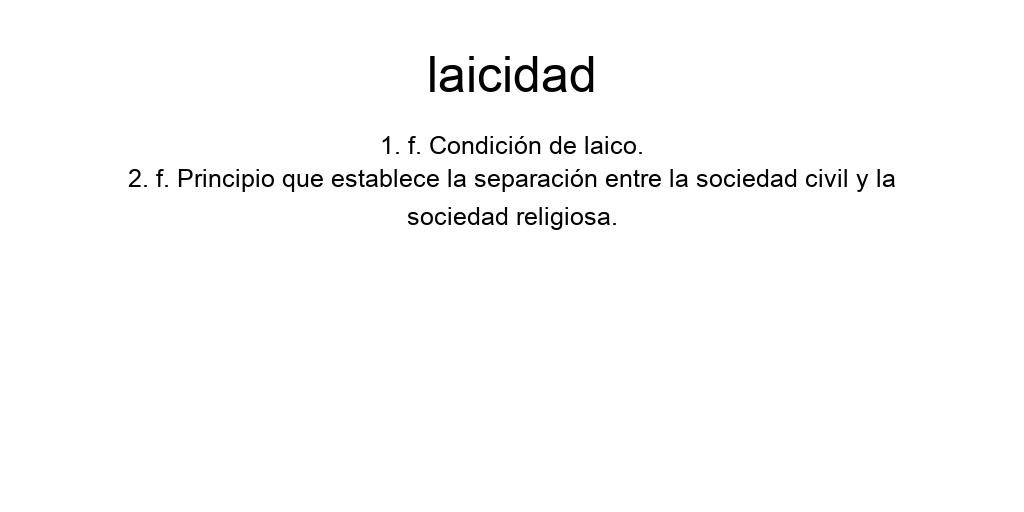 laicidad
1. f. Condición de laico.
2. f. Principio que establece la separación entre la sociedad civil y la
sociedad religiosa.